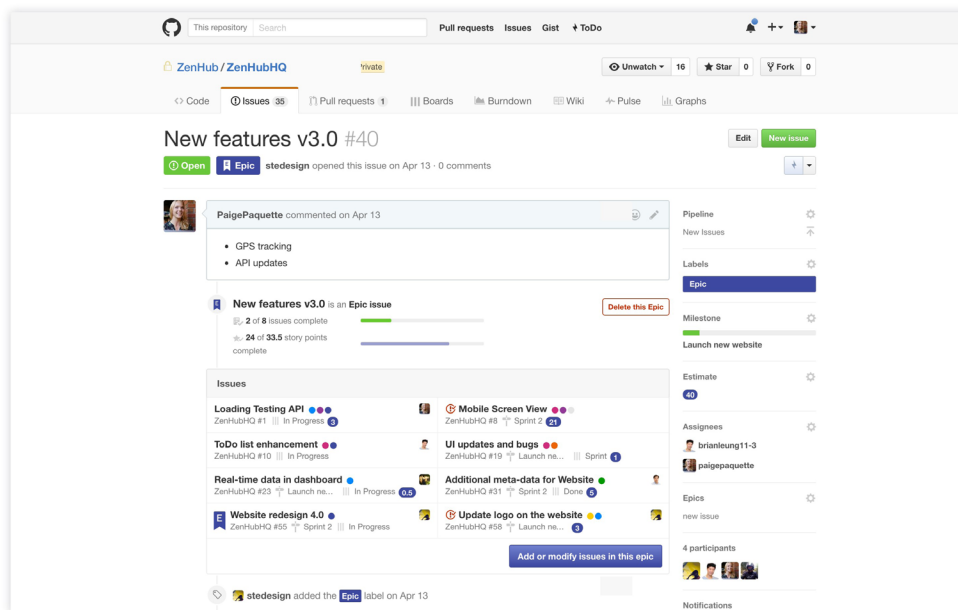 This repository Search Pull requests Issues Gist ToDo
ZenHub / ZenHubHQ Private Unwatch 16 Star 0 Fork 0
Code Issues 35 Pull requests 1 Boards Burndown Wiki Pulse Graphs
New features v3.0 #40 Edit New issue
Open Epic stedesign opened this issue on Apr 13 · 0 comments
PaigePaquette commented on Apr 13
• GPS tracking
• API updates
New features v3.0 is an Epic issue Delete this Epic
2 of 8 issues complete
24 of 33.5 story points
complete
Issues
Loading Testing API
ZenHubHQ #1 In Progress 3
Mobile Screen View
ZenHubHQ #8 Sprint 2 21
ToDo list enhancement
ZenHubHQ #10 In Progress
UI updates and bugs
ZenHubHQ #19 Launch ne... Sprint 1
Real-time data in dashboard
ZenHubHQ #23 Launch na... In Progress 0.5
Additional meta-data for Website
ZenHubHQ #31 Sprint 2 Done 5
E Website redesign 4.0
ZenHubHQ #55 Sprint 2 In Progress
Update logo on the website
ZenHubHQ #58 Launch ne... 3
Add or modify issues in this epic
stedesign added the Epic label on Apr 13
Pipeline
New Issues
Labels
Epic
Milestone
Launch new website
Estimate
40
Assignees
brianleung11-3
paigepaquette
Epics
new issue
4 participants
Notifications